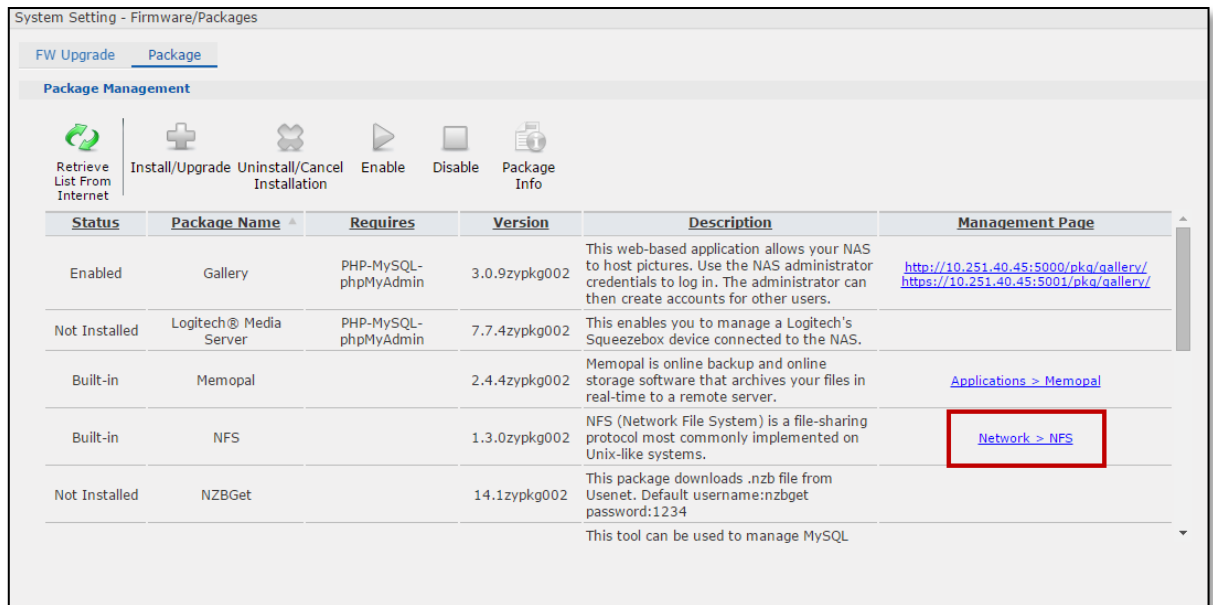 System Setting - Firmware/Packages
FW Upgrade Package
Package Management
Retrieve
List From
Internet
Install/Upgrade
Uninstall/Cancel
Installation
Enable
Disable
Package
Info
Status Package Name Requires Version Description Management Page
Enabled
Gallery
PHP-MySQL-
phpMyAdmin
3.0.9zypkg002
This web-based application allows your NAS
to host pictures. Use the NAS administrator
credentials to log in. The administrator can
then create accounts for other users.
http://10.251.40.45:5000/pkg/gallery/
https://10.251.40.45:5001/pkg/gallery/
Not Installed
Logitech® Media
Server
PHP-MySQL-
phpMyAdmin
7.7.4zypkg002
This enables you to manage a Logitech's
Squeezebox device connected to the NAS.
Built-in
Memopal
2.4.4zypkg002
Memopal is online backup and online
storage software that archives your files in
real-time to a remote server.
Applications > Memopal
Built-in
NFS
1.3.0zypkg002
NFS (Network File System) is a file-sharing
protocol most commonly implemented on
Unix-like systems.
Network > NFS
Not Installed
NZBGet
14.1zypkg002
This package downloads .nzb file from
Usenet. Default username:nzbget
password:1234
This tool can be used to manage MySQL